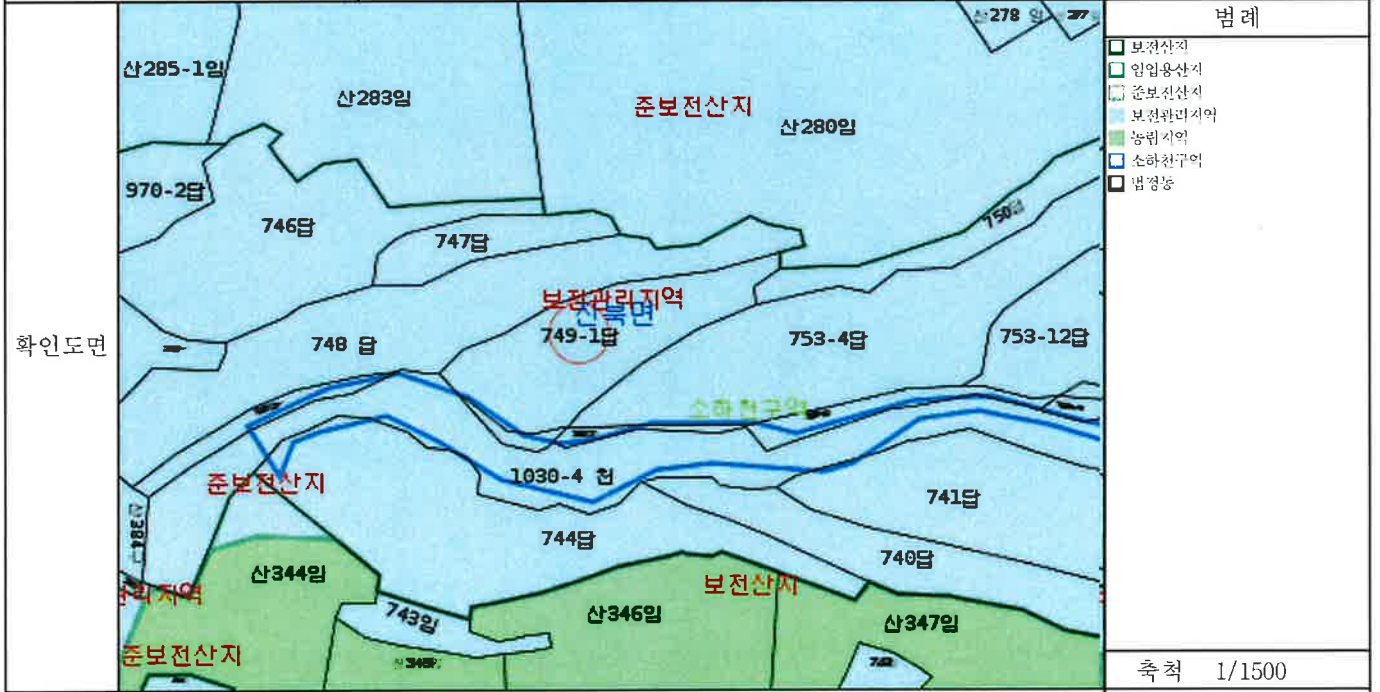 범례
보전산지
임업용산지
준보전산지
보전관리지역
농림지역
소하천구역
법정동
확인도면
산285-1임
산283임
준보전산지
산280임
산278 임
970-2답
746답
747답
750답
보전관리지역
신북면
748 답
749-1답
753-4답
753-12답
소하천구역
준보전산지
1030-4 천
741답
744답
740답
산344임
관리지역
743임
산346임
보전산지
산347임
준보전산지
축척 1/1500